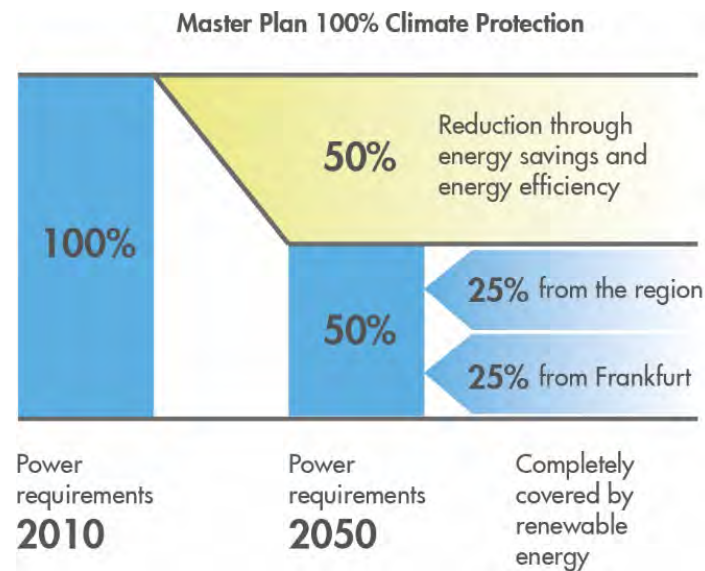 Master Plan 100% Climate Protection
100%
50%
Reduction through
energy savings and
energy efficiency
50%
25% from the region
25% from Frankfurt
Power
requirements
2010
Power
requirements
2050
Completely
covered by
renewable
energy